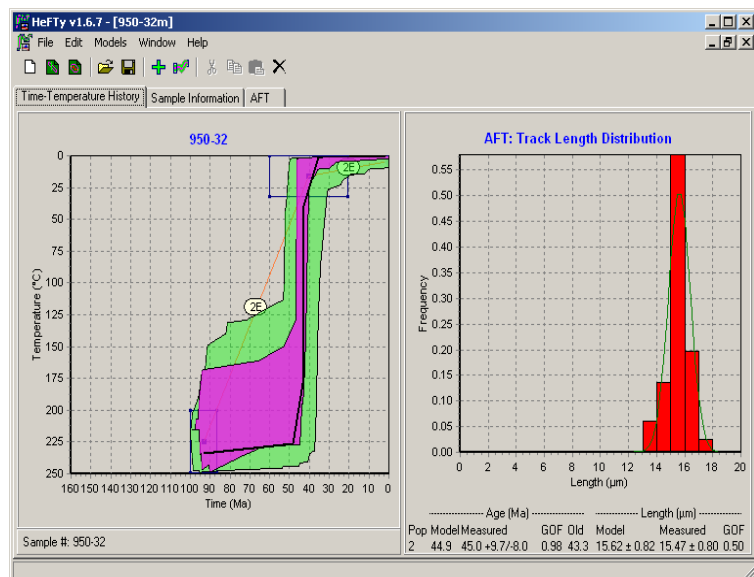 HeFTy v1.6.7 - [950-32m]
File Edit Models Window Help
Time-Temperature History Sample Information AFT
950-32
0
25
50
75
100
125
150
175
200
225
250
Temperature (°C)
2E
2E
160 150 140 130 120 110 100 90 80 70 60 50 40 30 20 10 0
Time (Ma)
Sample #: 950-32
AFT: Track Length Distribution
0.55
0.50
0.45
0.40
0.35
0.30
0.25
0.20
0.15
0.10
0.05
0.00
Frequency
0 2 4 6 8 10 12 14 16 18 20
Length (µm)
Age (Ma) Length (µm)
Pop Model Measured GOF Old Model Measured GOF
2 44.9 45.0 +9.7/-8.0 0.98 43.3 15.62 ± 0.82 15.47 ± 0.80 0.50